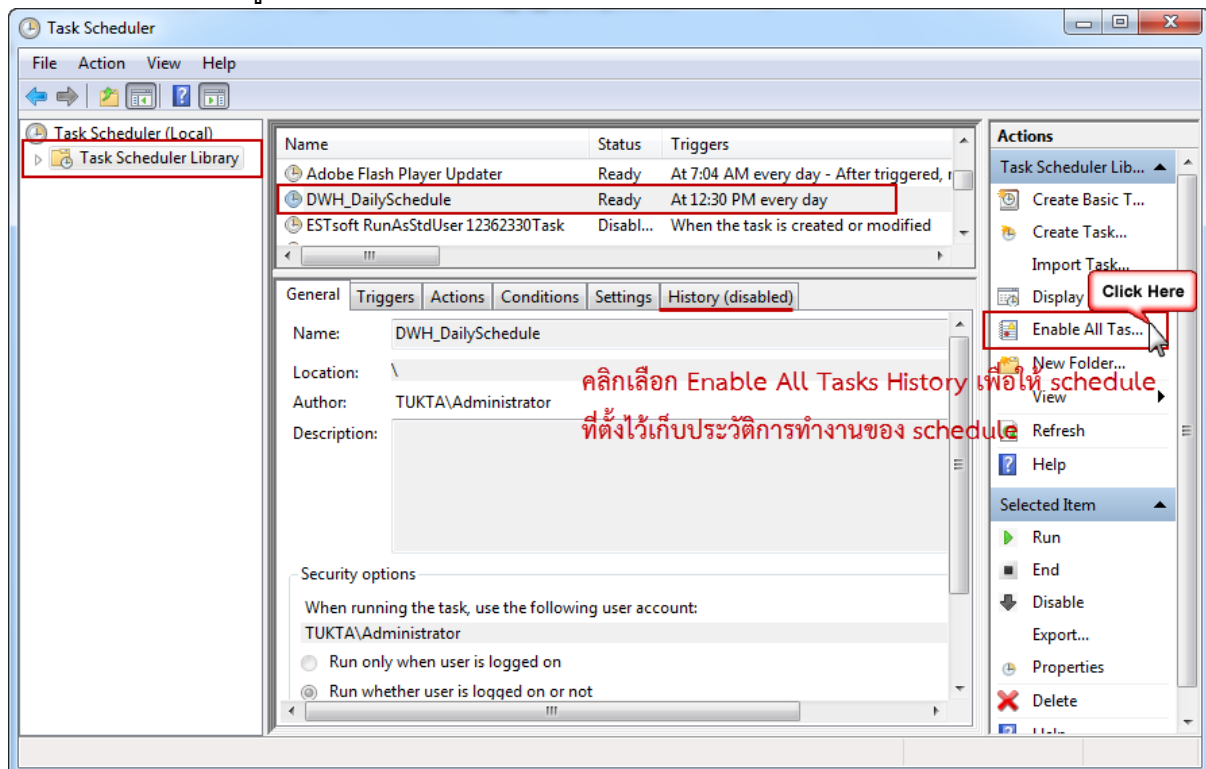 Task Scheduler
File Action View Help
Task Scheduler (Local)
Task Scheduler Library
Name Status Triggers
Adobe Flash Player Updater Ready At 7:04 AM every day - After triggered, r
DWH_DailySchedule Ready At 12:30 PM every day
ESTsoft RunAsStdUser 12362330Task Disabl... When the task is created or modified
General Triggers Actions Conditions Settings History (disabled)
Name: DWH_DailySchedule
Location: \
Author: TUKTA\Administrator
Description:
คลิกเลือก Enable All Tasks History เพื่อให้ schedule
ที่ตั้งไว้เก็บประวัติการทำงานของ schedule
Security options
When running the task, use the following user account:
TUKTA\Administrator
Run only when user is logged on
Run whether user is logged on or not
Actions
Task Scheduler Lib...
Create Basic T...
Create Task...
Import Task...
Display
Click Here
Enable All Tas...
New Folder...
View
Refresh
Help
Selected Item
Run
End
Disable
Export...
Properties
Delete